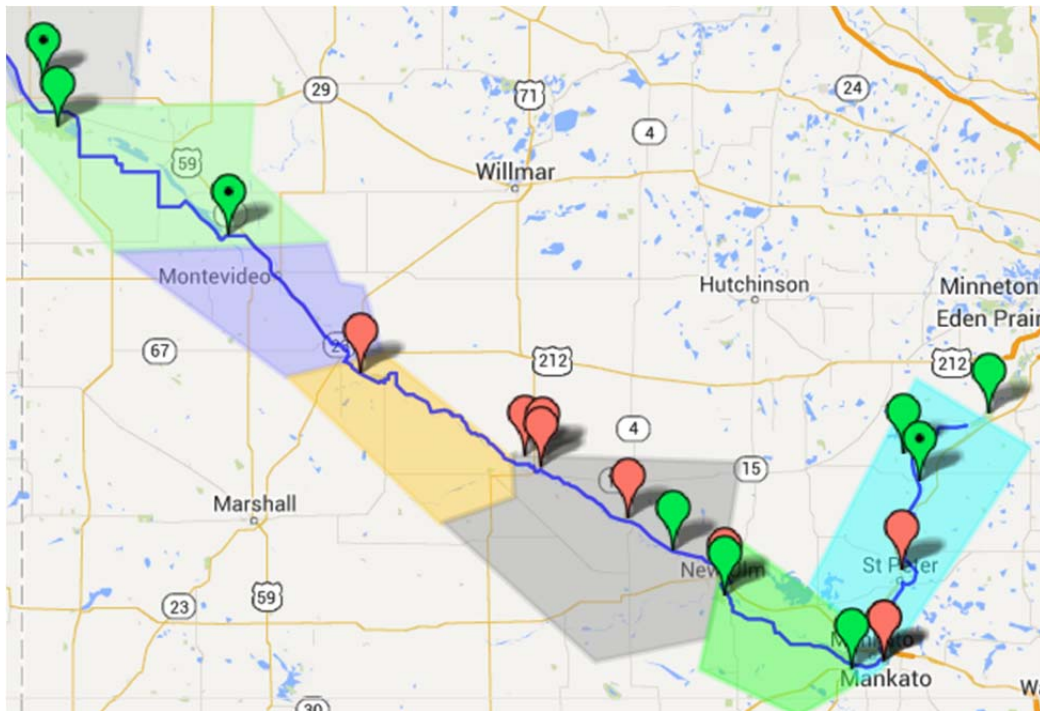 29
71
24
4
59
Willmar
Montevideo
Hutchinson
Minneton
Eden Prair
67
212
212
4
15
Marshall
New Ulm
St Peter
23
59
Mankato
Mankato
30